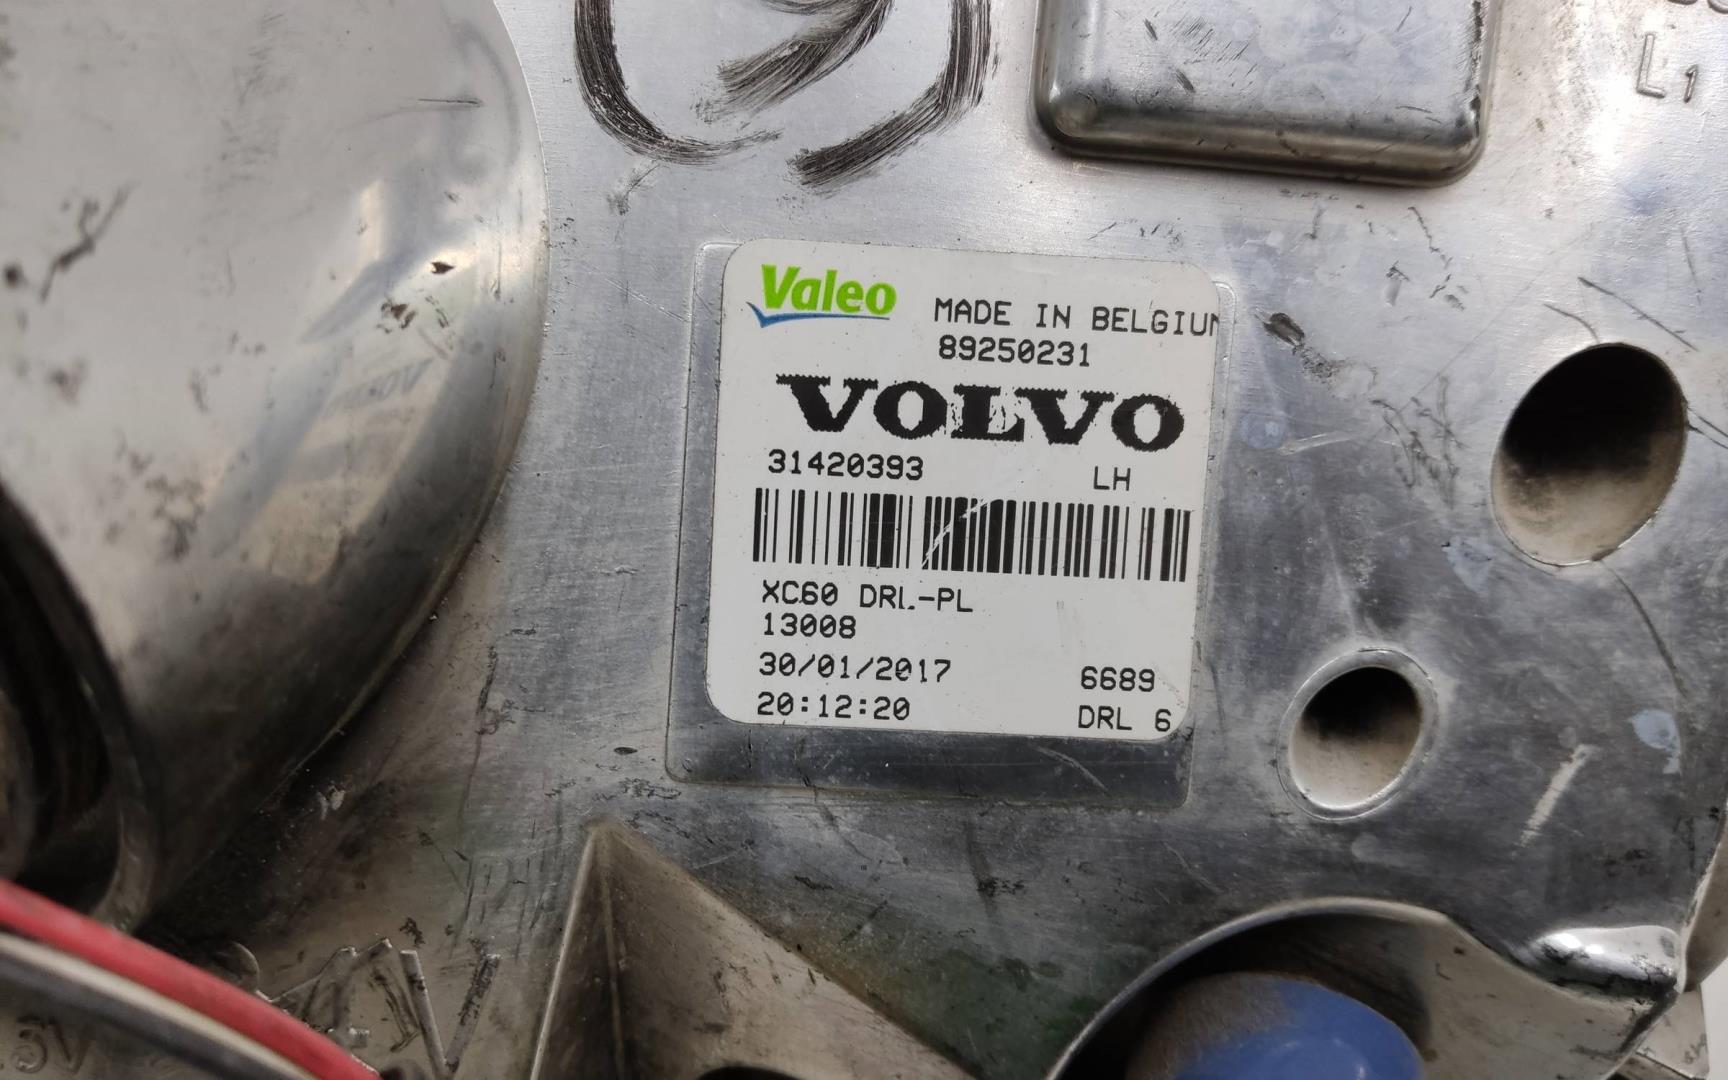 L1
Valeo
MADE IN BELGIUM
89250231
VOLVO
31420393 LH
XC60 DRL-PL
13008
30/01/2017 6689
20:12:20 DRL 6